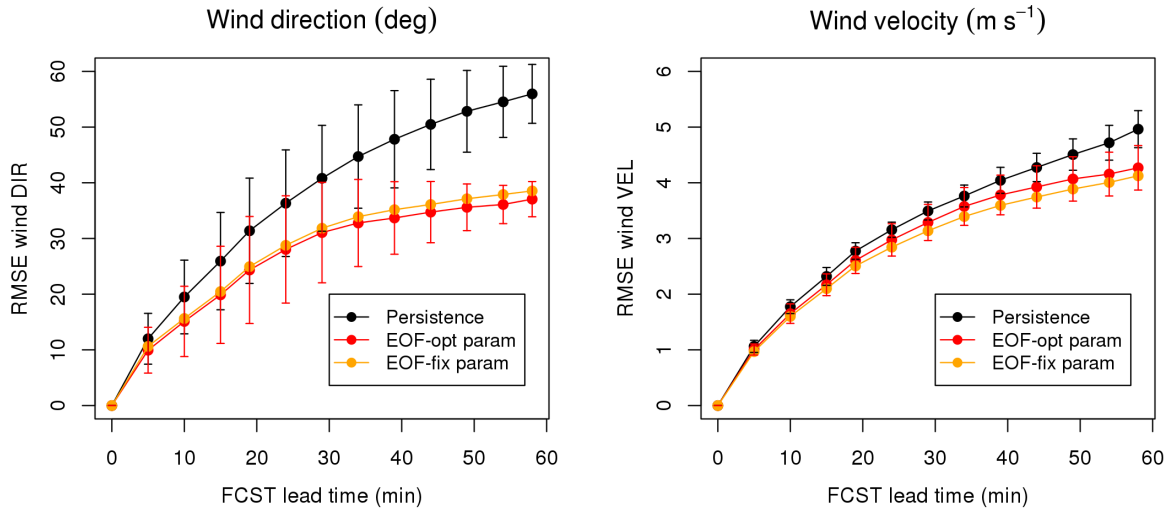 Wind direction (deg)
RMSE wind DIR
60
50
40
30
20
10
0
Persistence
EOF-opt param
EOF-fix param
0 10 20 30 40 50 60
FCST lead time (min)
Wind velocity (m s⁻¹)
RMSE wind VEL
6
5
4
3
2
1
0
Persistence
EOF-opt param
EOF-fix param
0 10 20 30 40 50 60
FCST lead time (min)